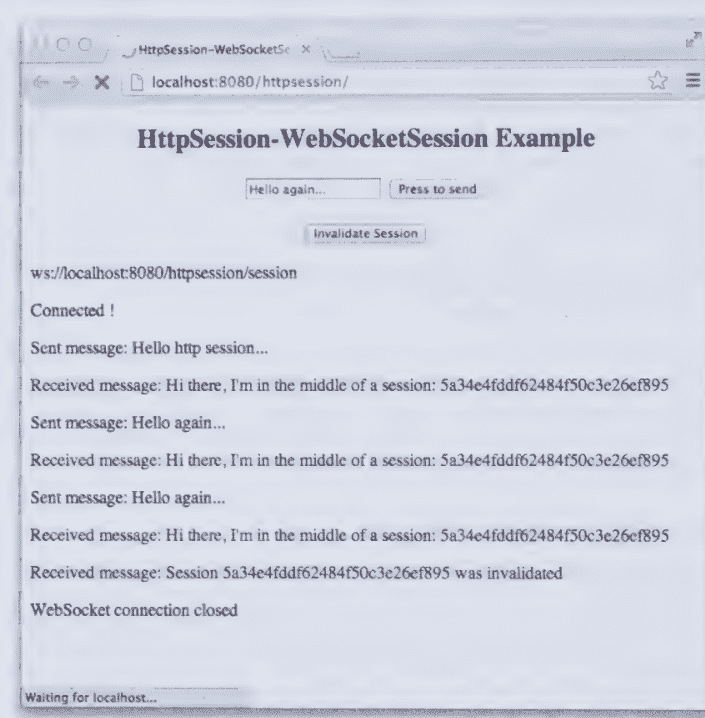 HttpSession-WebSocketSe ×
localhost:8080/httpsession/
HttpSession-WebSocketSession Example
Hello again... Press to send
Invalidate Session
ws://localhost:8080/httpsession/session
Connected !
Sent message: Hello http session...
Received message: Hi there, I'm in the middle of a session: 5a34e4fddf62484f50c3e26ef895
Sent message: Hello again...
Received message: Hi there, I'm in the middle of a session: 5a34e4fddf62484f50c3e26ef895
Sent message: Hello again...
Received message: Hi there, I'm in the middle of a session: 5a34e4fddf62484f50c3e26ef895
Received message: Session 5a34e4fddf62484f50c3e26ef895 was invalidated
WebSocket connection closed
Waiting for localhost...